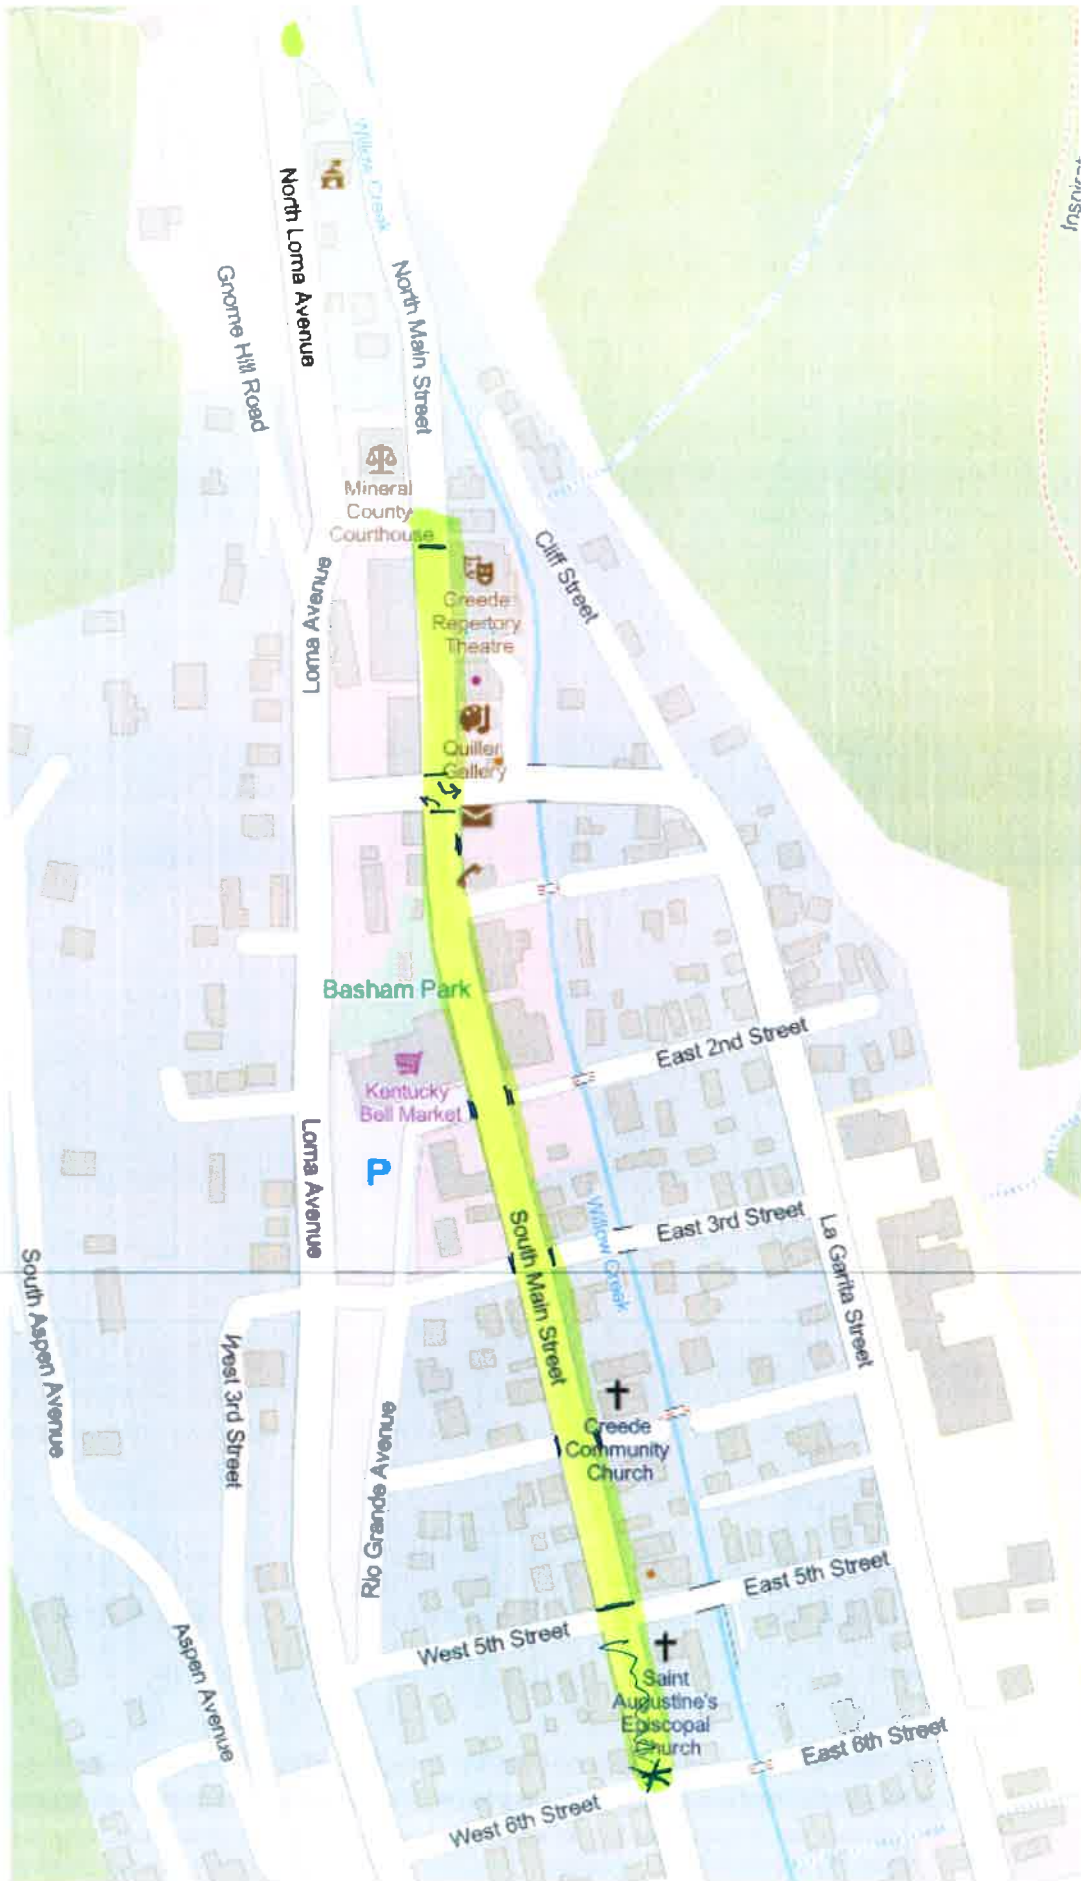 Willow Creek
North Loma Avenue
North Main Street
Gnome Hill Road
Mineral
County
Courthouse
Cliff Street
Loma Avenue
Creede
Repertory
Theatre
Quiller
Gallery
Basham Park
East 2nd Street
Kentucky
Bell Market
P
Loma Avenue
South Main Street
Willow Creek
East 3rd Street
La Garita Street
South Aspen Avenue
West 3rd Street
Rio Grande Avenue
Creede
Community
Church
East 5th Street
West 5th Street
Saint
Augustine's
Episcopal
Church
Aspen Avenue
East 6th Street
West 6th Street